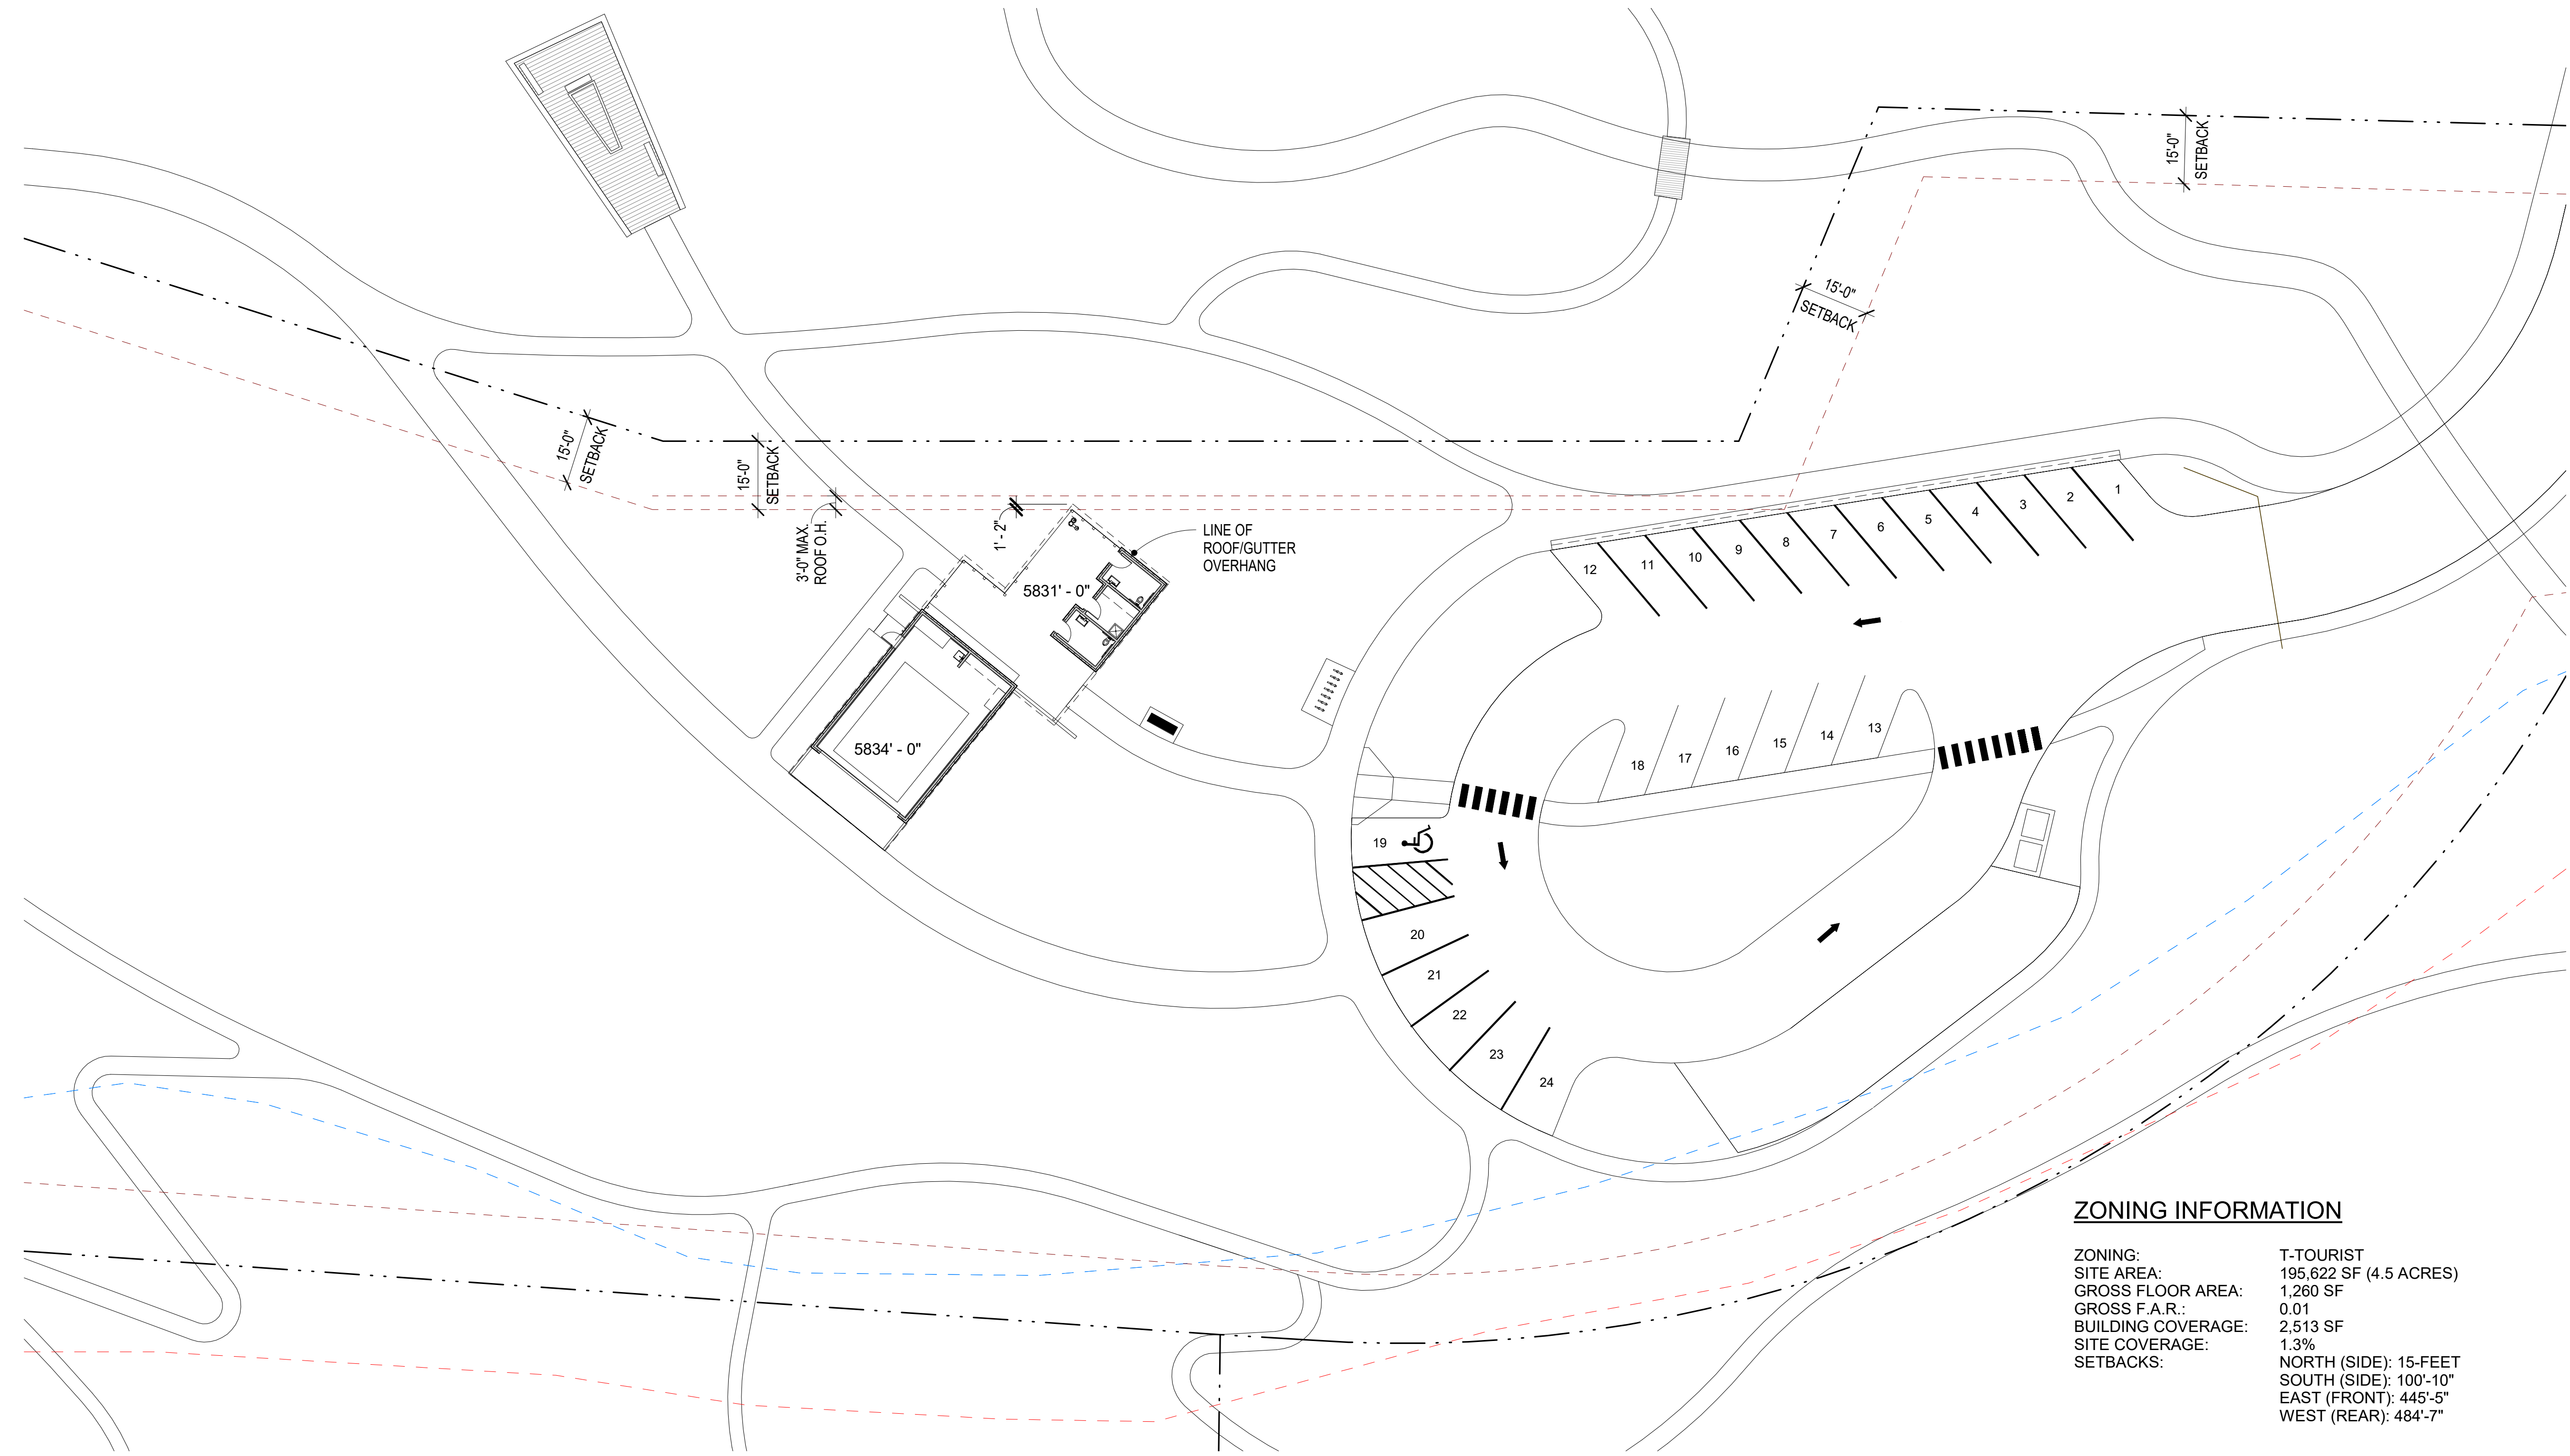 15'-0"
SETBACK
15'-0"
SETBACK
15'-0"
SETBACK
15'-0"
SETBACK
3'-0" MAX.
ROOF O.H.
1' - 2"
LINE OF
ROOF/GUTTER
OVERHANG
5831' - 0"
5834' - 0"
1
2
3
4
5
6
7
8
9
10
11
12
13
14
15
16
17
18
19
20
21
22
23
24
ZONING INFORMATION
ZONING: T-TOURIST
SITE AREA: 195,622 SF (4.5 ACRES)
GROSS FLOOR AREA: 1,260 SF
GROSS F.A.R.: 0.01
BUILDING COVERAGE: 2,513 SF
SITE COVERAGE: 1.3%
SETBACKS: NORTH (SIDE): 15-FEET
SOUTH (SIDE): 100'-10"
EAST (FRONT): 445'-5"
WEST (REAR): 484'-7"